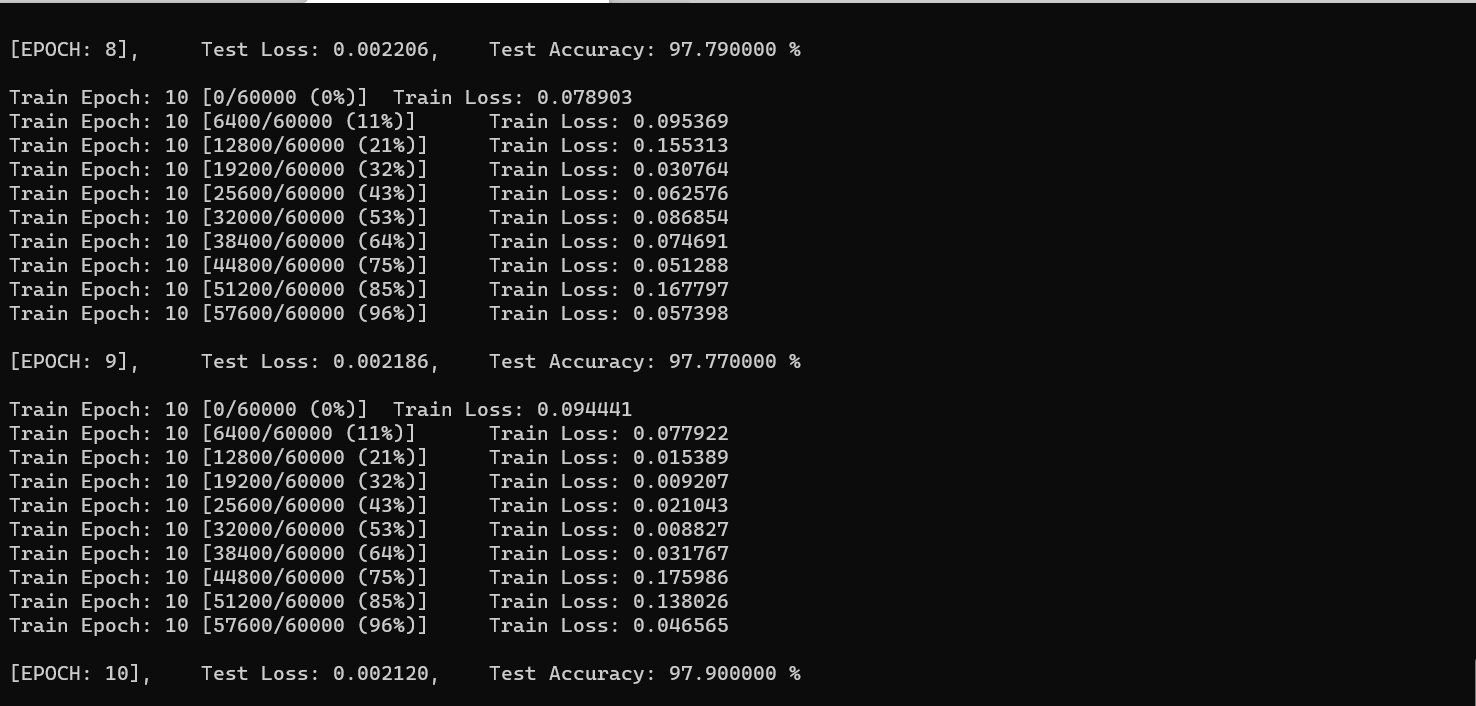 [EPOCH: 8],     Test Loss: 0.002206,    Test Accuracy: 97.790000 %
Train Epoch: 10 [0/60000 (0%)]  Train Loss: 0.078903
Train Epoch: 10 [6400/60000 (11%)]      Train Loss: 0.095369
Train Epoch: 10 [12800/60000 (21%)]     Train Loss: 0.155313
Train Epoch: 10 [19200/60000 (32%)]     Train Loss: 0.030764
Train Epoch: 10 [25600/60000 (43%)]     Train Loss: 0.062576
Train Epoch: 10 [32000/60000 (53%)]     Train Loss: 0.086854
Train Epoch: 10 [38400/60000 (64%)]     Train Loss: 0.074691
Train Epoch: 10 [44800/60000 (75%)]     Train Loss: 0.051288
Train Epoch: 10 [51200/60000 (85%)]     Train Loss: 0.167797
Train Epoch: 10 [57600/60000 (96%)]     Train Loss: 0.057398
[EPOCH: 9],     Test Loss: 0.002186,    Test Accuracy: 97.770000 %
Train Epoch: 10 [0/60000 (0%)]  Train Loss: 0.094441
Train Epoch: 10 [6400/60000 (11%)]      Train Loss: 0.077922
Train Epoch: 10 [12800/60000 (21%)]     Train Loss: 0.015389
Train Epoch: 10 [19200/60000 (32%)]     Train Loss: 0.009207
Train Epoch: 10 [25600/60000 (43%)]     Train Loss: 0.021043
Train Epoch: 10 [32000/60000 (53%)]     Train Loss: 0.008827
Train Epoch: 10 [38400/60000 (64%)]     Train Loss: 0.031767
Train Epoch: 10 [44800/60000 (75%)]     Train Loss: 0.175986
Train Epoch: 10 [51200/60000 (85%)]     Train Loss: 0.138026
Train Epoch: 10 [57600/60000 (96%)]     Train Loss: 0.046565
[EPOCH: 10],    Test Loss: 0.002120,    Test Accuracy: 97.900000 %